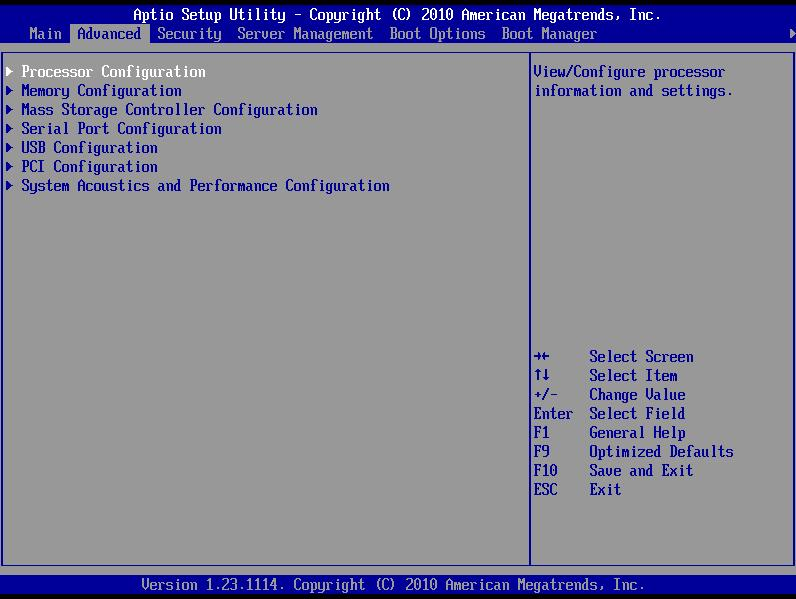 Aptio Setup Utility - Copyright (C) 2010 American Megatrends, Inc.
Main Advanced Security Server Management Boot Options Boot Manager
Processor Configuration
Memory Configuration
Mass Storage Controller Configuration
Serial Port Configuration
USB Configuration
PCI Configuration
System Acoustics and Performance Configuration
View/Configure processor
information and settings.
→← Select Screen
↑↓ Select Item
+/- Change Value
Enter Select Field
F1 General Help
F9 Optimized Defaults
F10 Save and Exit
ESC Exit
Version 1.23.1114. Copyright (C) 2010 American Megatrends, Inc.